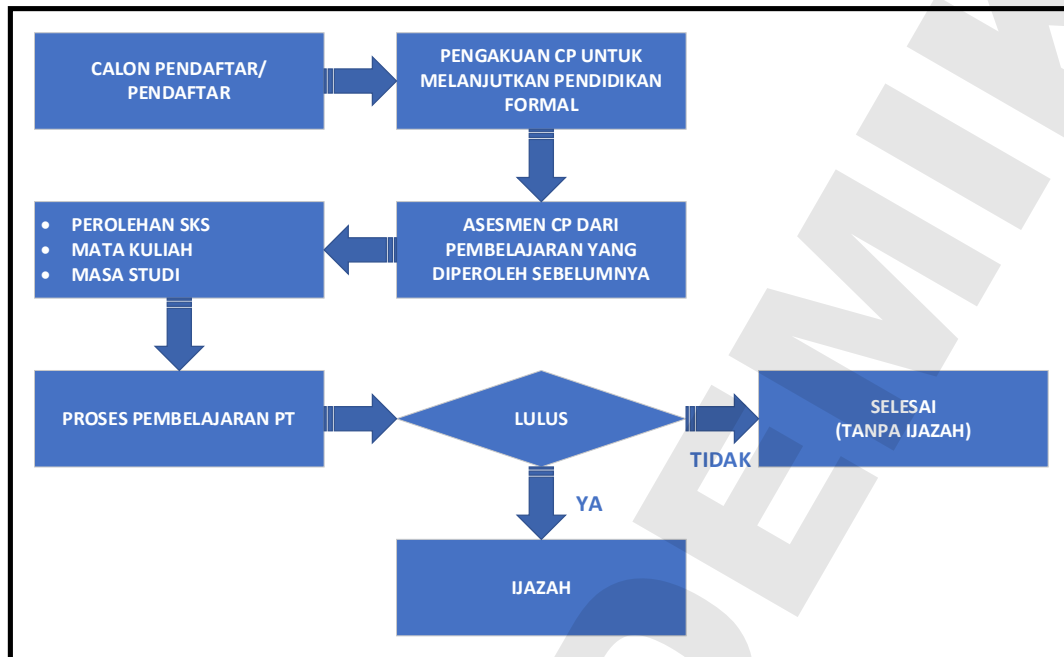 CALON PENDAFTAR/
PENDAFTAR
PENGAKUAN CP UNTUK
MELANJUTKAN PENDIDIKAN
FORMAL
• PEROLEHAN SKS
• MATA KULIAH
• MASA STUDI
ASESMEN CP DARI
PEMBELAJARAN YANG
DIPEROLEH SEBELUMNYA
PROSES PEMBELAJARAN PT
LULUS
SELESAI
(TANPA IJAZAH)
TIDAK
YA
IJAZAH